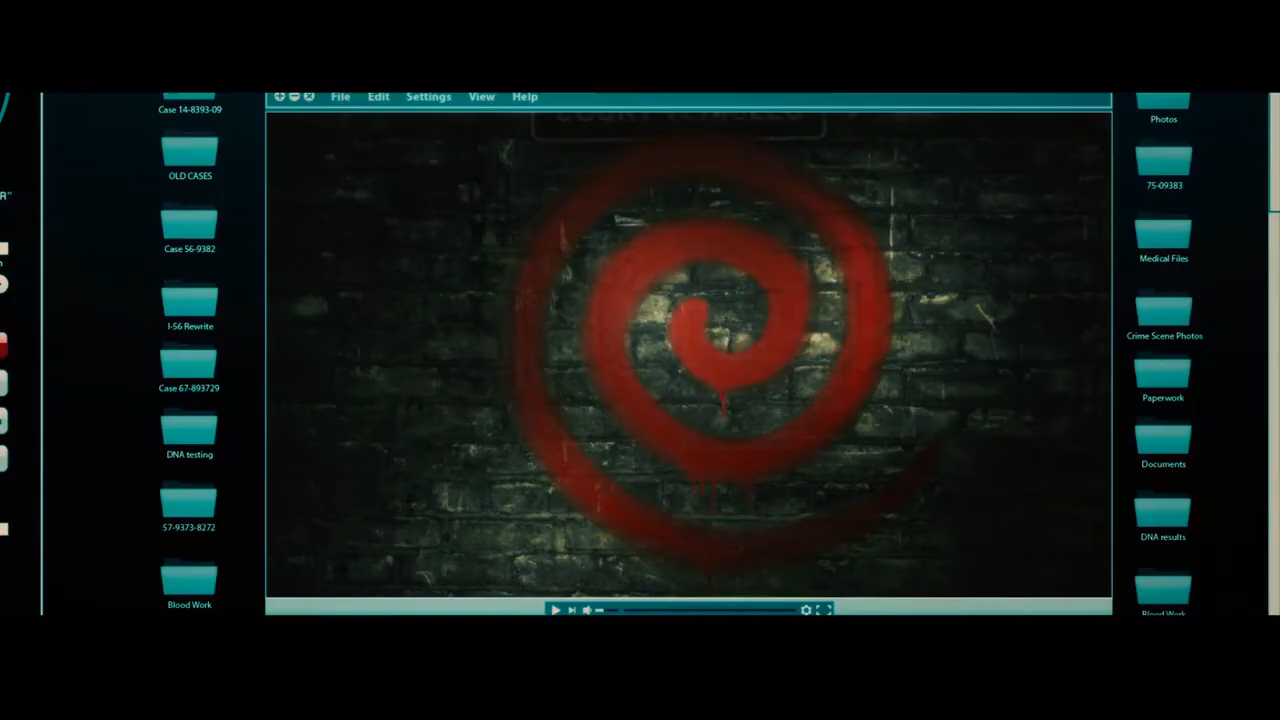 Case 14-8393-09
OLD CASES
Case 56-9382
I-56 Rewrite
Case 67-893729
DNA testing
57-9373-8272
Blood Work
File Edit Settings View Help
Photos
75-09383
Medical Files
Crime Scene Photos
Paperwork
Documents
DNA results
Blood Work
R"
n